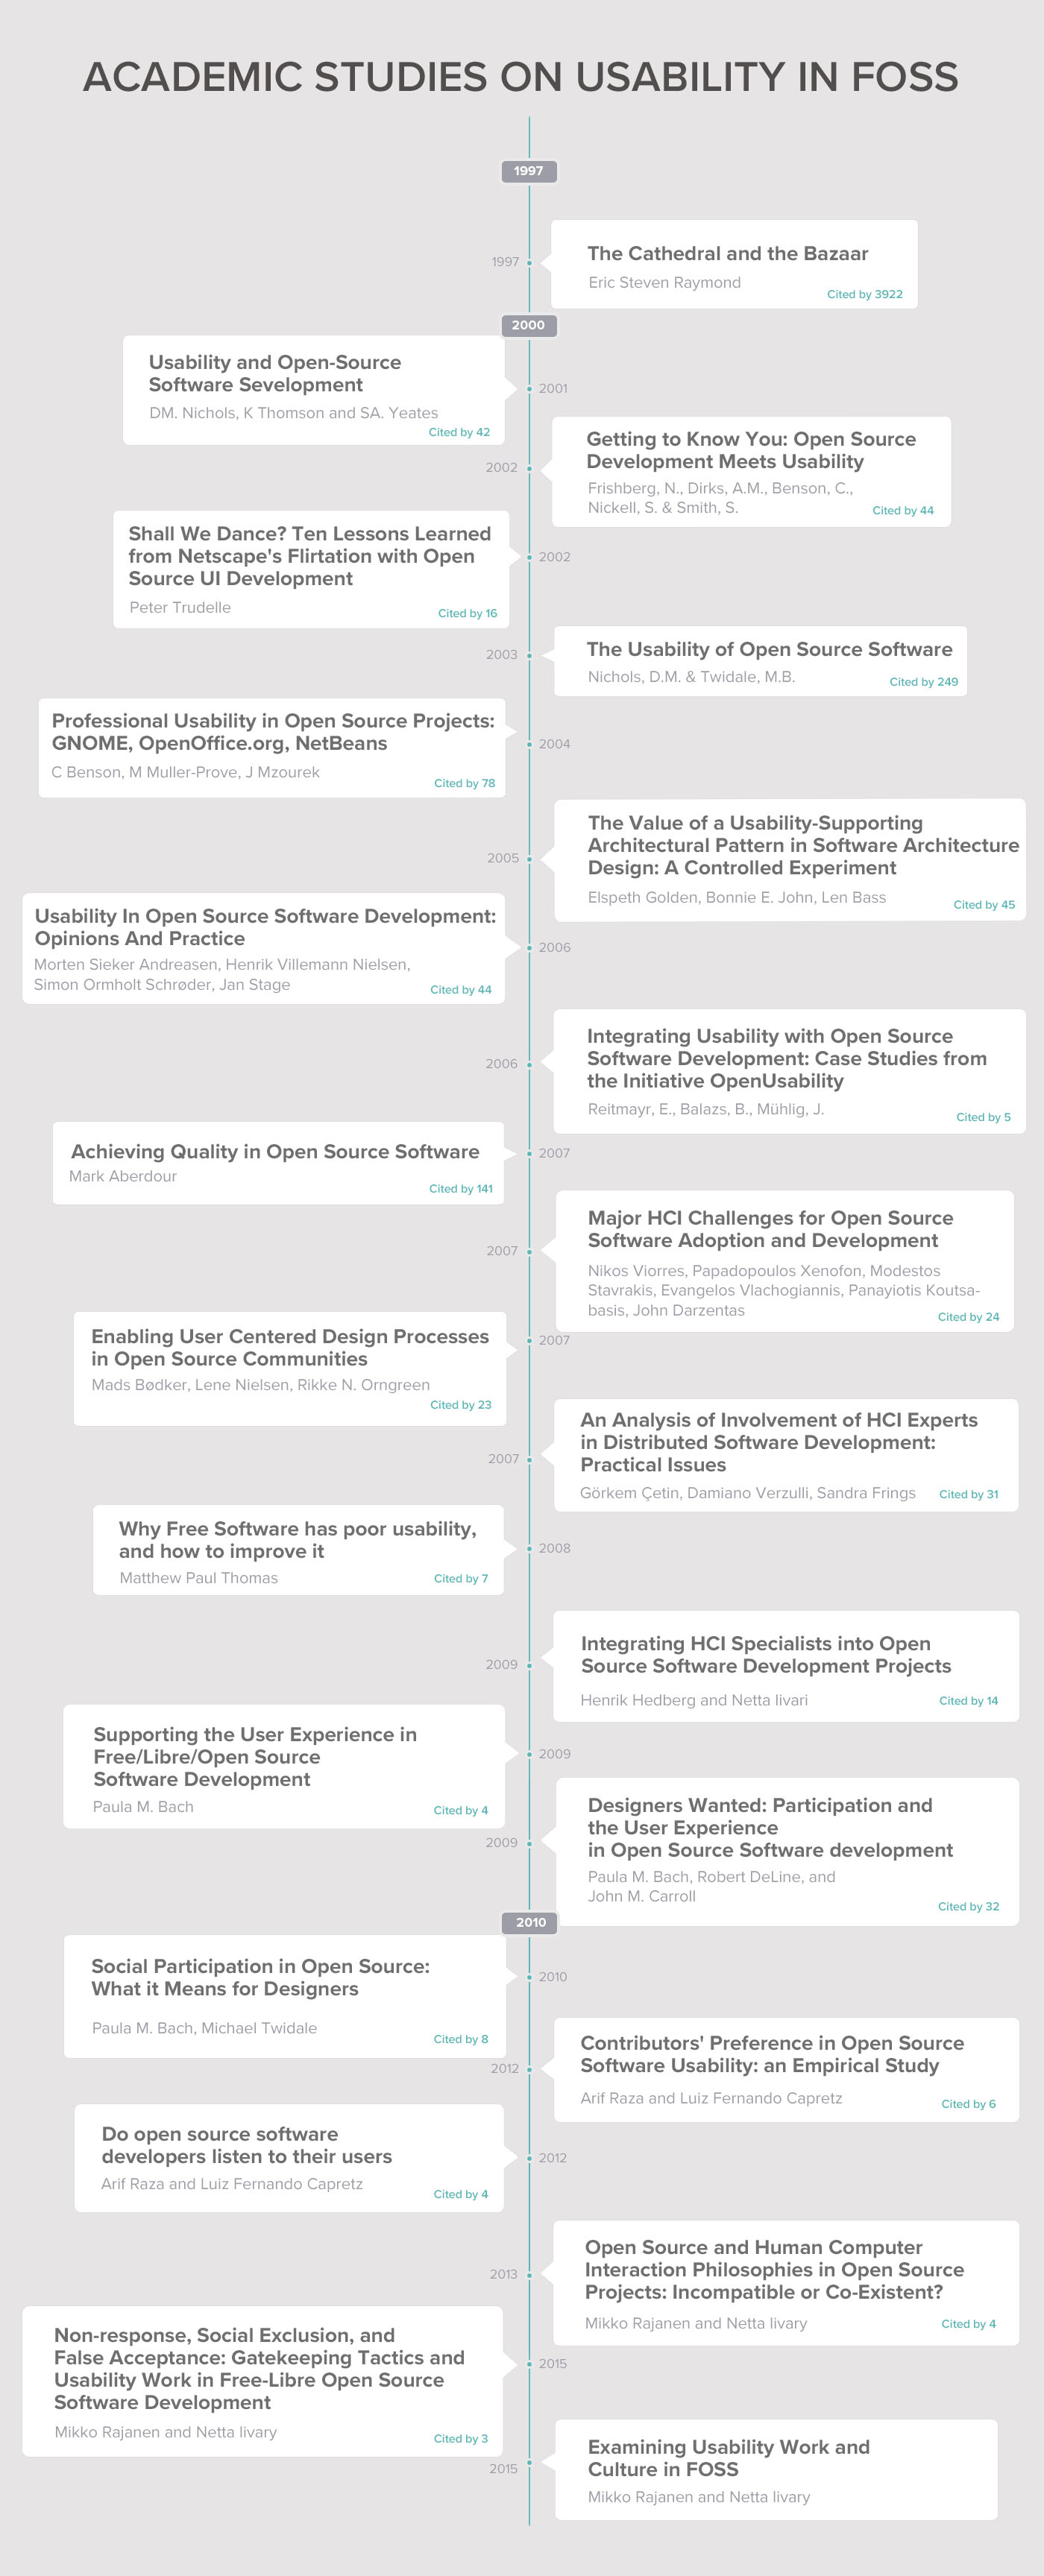 ACADEMIC STUDIES ON USABILITY IN FOSS
1997
1997
The Cathedral and the Bazaar
Eric Steven Raymond
Cited by 3922
2000
Usability and Open-Source
Software Sevelopment
DM. Nichols, K Thomson and SA. Yeates
Cited by 42
2001
2002
Getting to Know You: Open Source
Development Meets Usability
Frishberg, N., Dirks, A.M., Benson, C.,
Nickell, S. & Smith, S.
Cited by 44
Shall We Dance? Ten Lessons Learned
from Netscape's Flirtation with Open
Source UI Development
Peter Trudelle
Cited by 16
2002
2003
The Usability of Open Source Software
Nichols, D.M. & Twidale, M.B.
Cited by 249
Professional Usability in Open Source Projects:
GNOME, OpenOffice.org, NetBeans
C Benson, M Muller-Prove, J Mzourek
Cited by 78
2004
2005
The Value of a Usability-Supporting
Architectural Pattern in Software Architecture
Design: A Controlled Experiment
Elspeth Golden, Bonnie E. John, Len Bass
Cited by 45
Usability In Open Source Software Development:
Opinions And Practice
Morten Sieker Andreasen, Henrik Villemann Nielsen,
Simon Ormholt Schrøder, Jan Stage
Cited by 44
2006
2006
Integrating Usability with Open Source
Software Development: Case Studies from
the Initiative OpenUsability
Reitmayr, E., Balazs, B., Mühlig, J.
Cited by 5
Achieving Quality in Open Source Software
Mark Aberdour
Cited by 141
2007
2007
Major HCI Challenges for Open Source
Software Adoption and Development
Nikos Viorres, Papadopoulos Xenofon, Modestos
Stavrakis, Evangelos Vlachogiannis, Panayiotis Koutsa-
basis, John Darzentas
Cited by 24
Enabling User Centered Design Processes
in Open Source Communities
Mads Bødker, Lene Nielsen, Rikke N. Orngreen
Cited by 23
2007
2007
An Analysis of Involvement of HCI Experts
in Distributed Software Development:
Practical Issues
Görkem Çetin, Damiano Verzulli, Sandra Frings
Cited by 31
Why Free Software has poor usability,
and how to improve it
Matthew Paul Thomas
Cited by 7
2008
2009
Integrating HCI Specialists into Open
Source Software Development Projects
Henrik Hedberg and Netta Iivari
Cited by 14
Supporting the User Experience in
Free/Libre/Open Source
Software Development
Paula M. Bach
Cited by 4
2009
2009
Designers Wanted: Participation and
the User Experience
in Open Source Software development
Paula M. Bach, Robert DeLine, and
John M. Carroll
Cited by 32
2010
Social Participation in Open Source:
What it Means for Designers
Paula M. Bach, Michael Twidale
Cited by 8
2010
2012
Contributors' Preference in Open Source
Software Usability: an Empirical Study
Arif Raza and Luiz Fernando Capretz
Cited by 6
Do open source software
developers listen to their users
Arif Raza and Luiz Fernando Capretz
Cited by 4
2012
2013
Open Source and Human Computer
Interaction Philosophies in Open Source
Projects: Incompatible or Co-Existent?
Mikko Rajanen and Netta Iivary
Cited by 4
Non-response, Social Exclusion, and
False Acceptance: Gatekeeping Tactics and
Usability Work in Free-Libre Open Source
Software Development
Mikko Rajanen and Netta Iivary
Cited by 3
2015
2015
Examining Usability Work and
Culture in FOSS
Mikko Rajanen and Netta Iivary